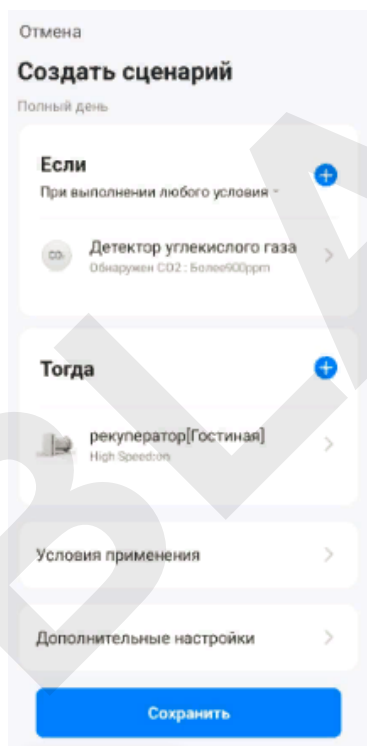 Отмена
Создать сценарий
Полный день
Если
При выполнении любого условия
CO₂
Детектор углекислого газа
Обнаружен CO2 : Более900ppm
Тогда
рекуператор[Гостиная]
High Speed:on
Условия применения
Дополнительные настройки
Сохранить